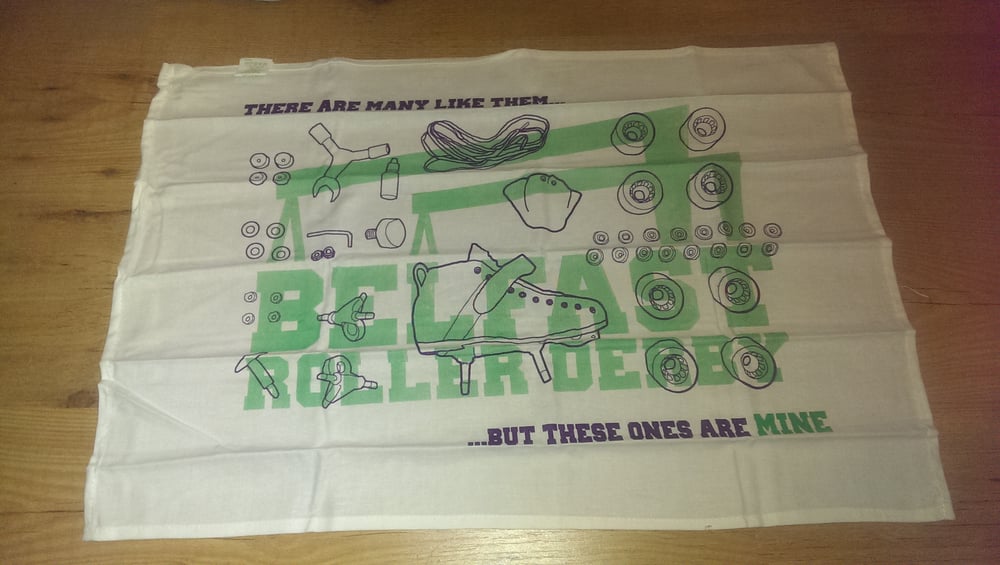 THERE ARE MANY LIKE THEM...
BELFAST
ROLLER DERBY
...BUT THESE ONES ARE MINE